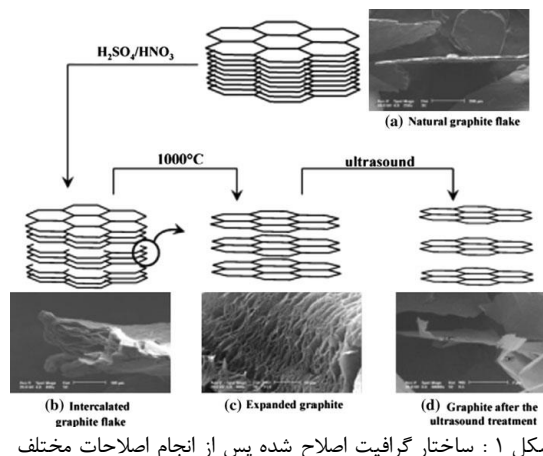 H₂SO₄/HNO₃
(a) Natural graphite flake
1000°C
ultrasound
(b) Intercalated
graphite flake
(c) Expanded graphite
(d) Graphite after the
ultrasound treatment
شکل ۱ : ساختار گرافیت اصلاح شده پس از انجام اصلاحات مختلف